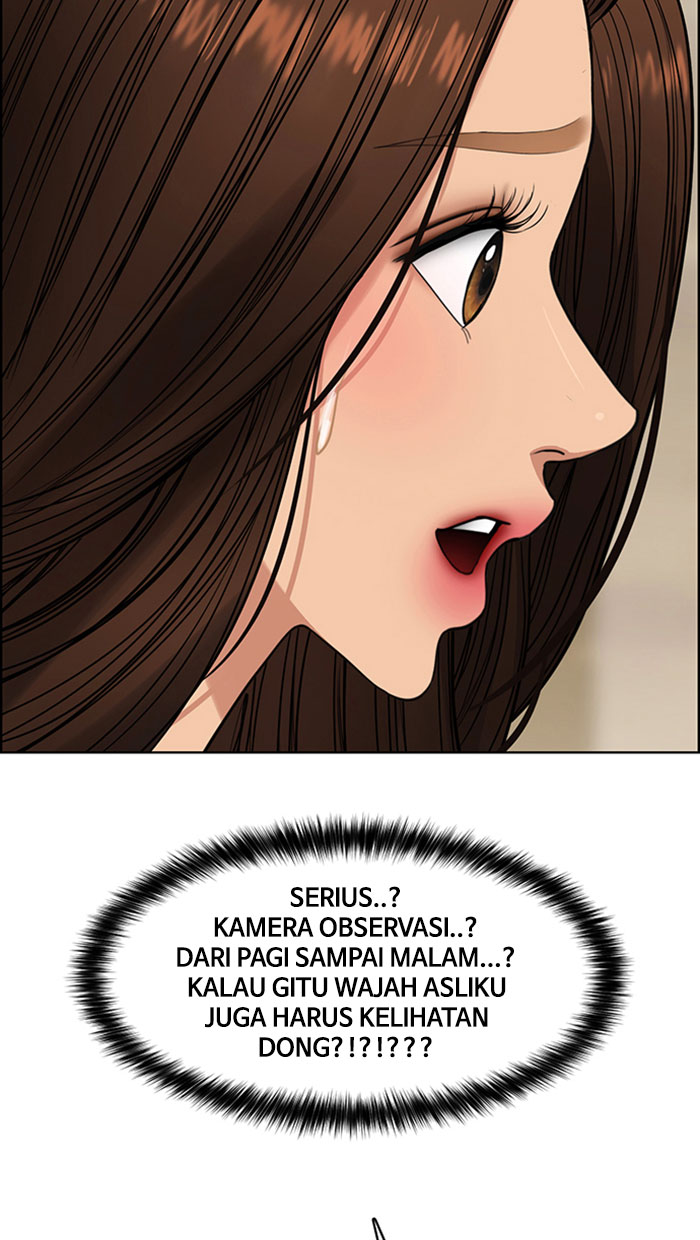 SERIUS..?
KAMERA OBSERVASI..?
DARI PAGI SAMPAI MALAM...?
KALAU GITU WAJAH ASLIKU
JUGA HARUS KELIHATAN
DONG?!?!???